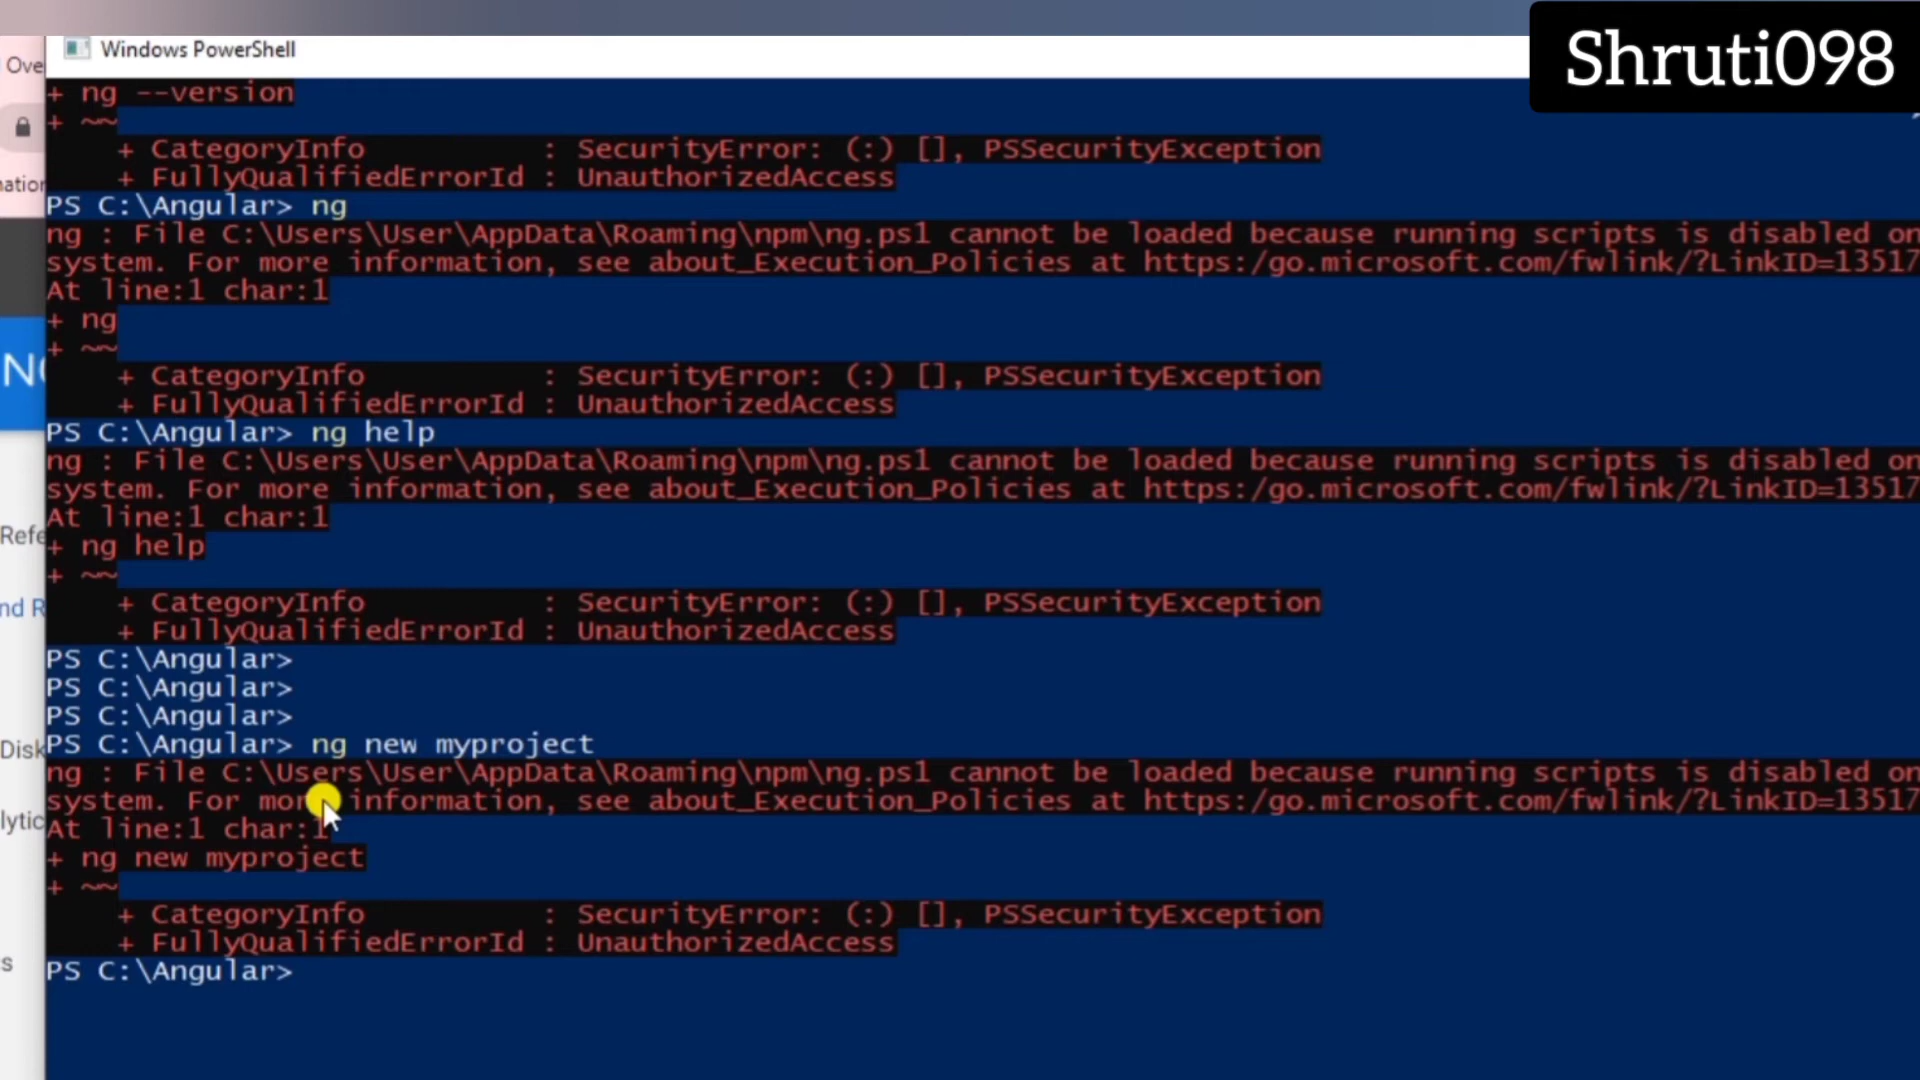 Shruti098
Windows PowerShell
Ove
+ ng --version
+ ~~
+ CategoryInfo : SecurityError: (:) [], PSSecurityException
+ FullyQualifiedErrorId : UnauthorizedAccess
PS C:\Angular> ng
ng : File C:\Users\User\AppData\Roaming\npm\ng.ps1 cannot be loaded because running scripts is disabled on
system. For more information, see about_Execution_Policies at https:/go.microsoft.com/fwlink/?LinkID=13517
At line:1 char:1
+ ng
+ ~~
+ CategoryInfo : SecurityError: (:) [], PSSecurityException
+ FullyQualifiedErrorId : UnauthorizedAccess
PS C:\Angular> ng help
ng : File C:\Users\User\AppData\Roaming\npm\ng.ps1 cannot be loaded because running scripts is disabled on
system. For more information, see about_Execution_Policies at https:/go.microsoft.com/fwlink/?LinkID=13517
At line:1 char:1
+ ng help
+ ~~
+ CategoryInfo : SecurityError: (:) [], PSSecurityException
+ FullyQualifiedErrorId : UnauthorizedAccess
PS C:\Angular>
PS C:\Angular>
PS C:\Angular>
PS C:\Angular> ng new myproject
ng : File C:\Users\User\AppData\Roaming\npm\ng.ps1 cannot be loaded because running scripts is disabled on
system. For more information, see about_Execution_Policies at https:/go.microsoft.com/fwlink/?LinkID=13517
At line:1 char:1
+ ng new myproject
+ ~~
+ CategoryInfo : SecurityError: (:) [], PSSecurityException
+ FullyQualifiedErrorId : UnauthorizedAccess
PS C:\Angular>